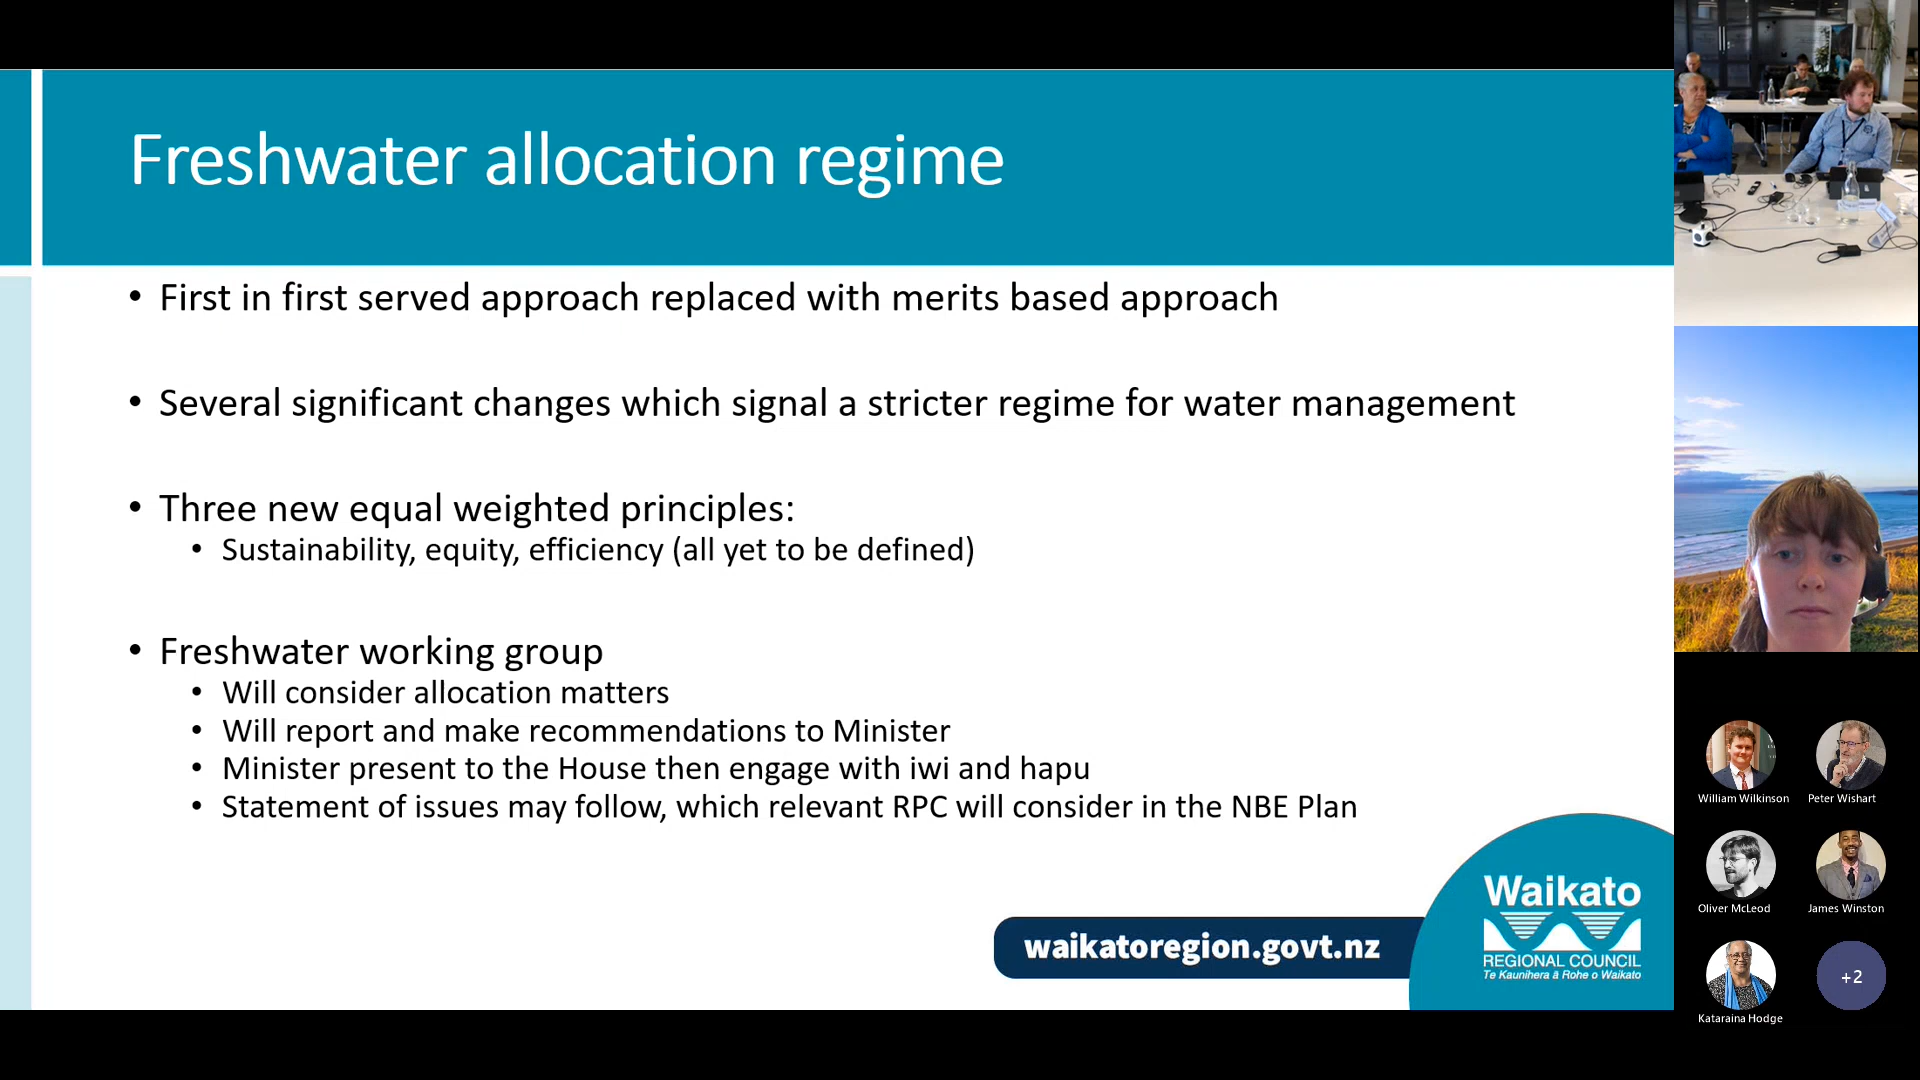 Freshwater allocation regime
• First in first served approach replaced with merits based approach
• Several significant changes which signal a stricter regime for water management
• Three new equal weighted principles:
• Sustainability, equity, efficiency (all yet to be defined)
• Freshwater working group
• Will consider allocation matters
• Will report and make recommendations to Minister
• Minister present to the House then engage with iwi and hapu
• Statement of issues may follow, which relevant RPC will consider in the NBE Plan
waikatoregion.govt.nz
Waikato
REGIONAL COUNCIL
Te Kaunihera ā Rohe o Waikato
William Wilkinson
Peter Wishart
Oliver McLeod
James Winston
Kataraina Hodge
+2